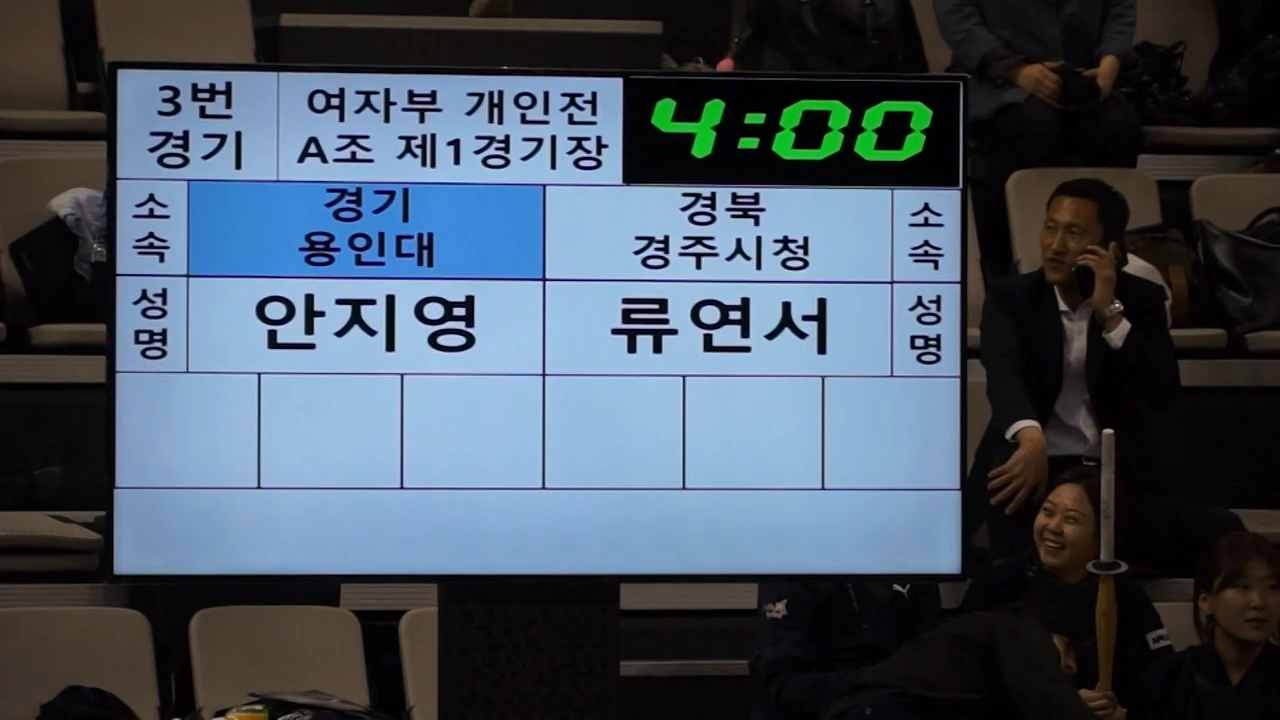 3번
경기
여자부 개인전
A조 제1경기장
4:00
소속
경기
용인대
경북
경주시청
소속
성명
안지영
류연서
성명